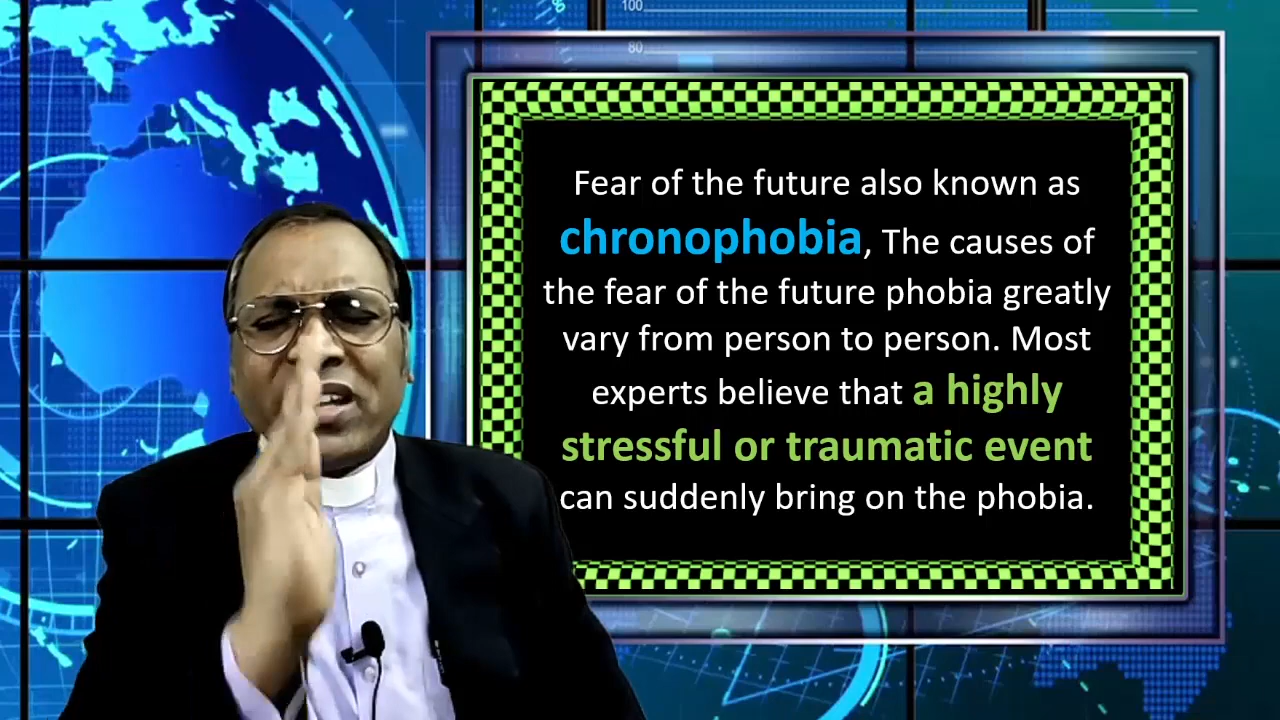 100
80
Fear of the future also known as
chronophobia, The causes of
the fear of the future phobia greatly
vary from person to person. Most
experts believe that a highly
stressful or traumatic event
can suddenly bring on the phobia.